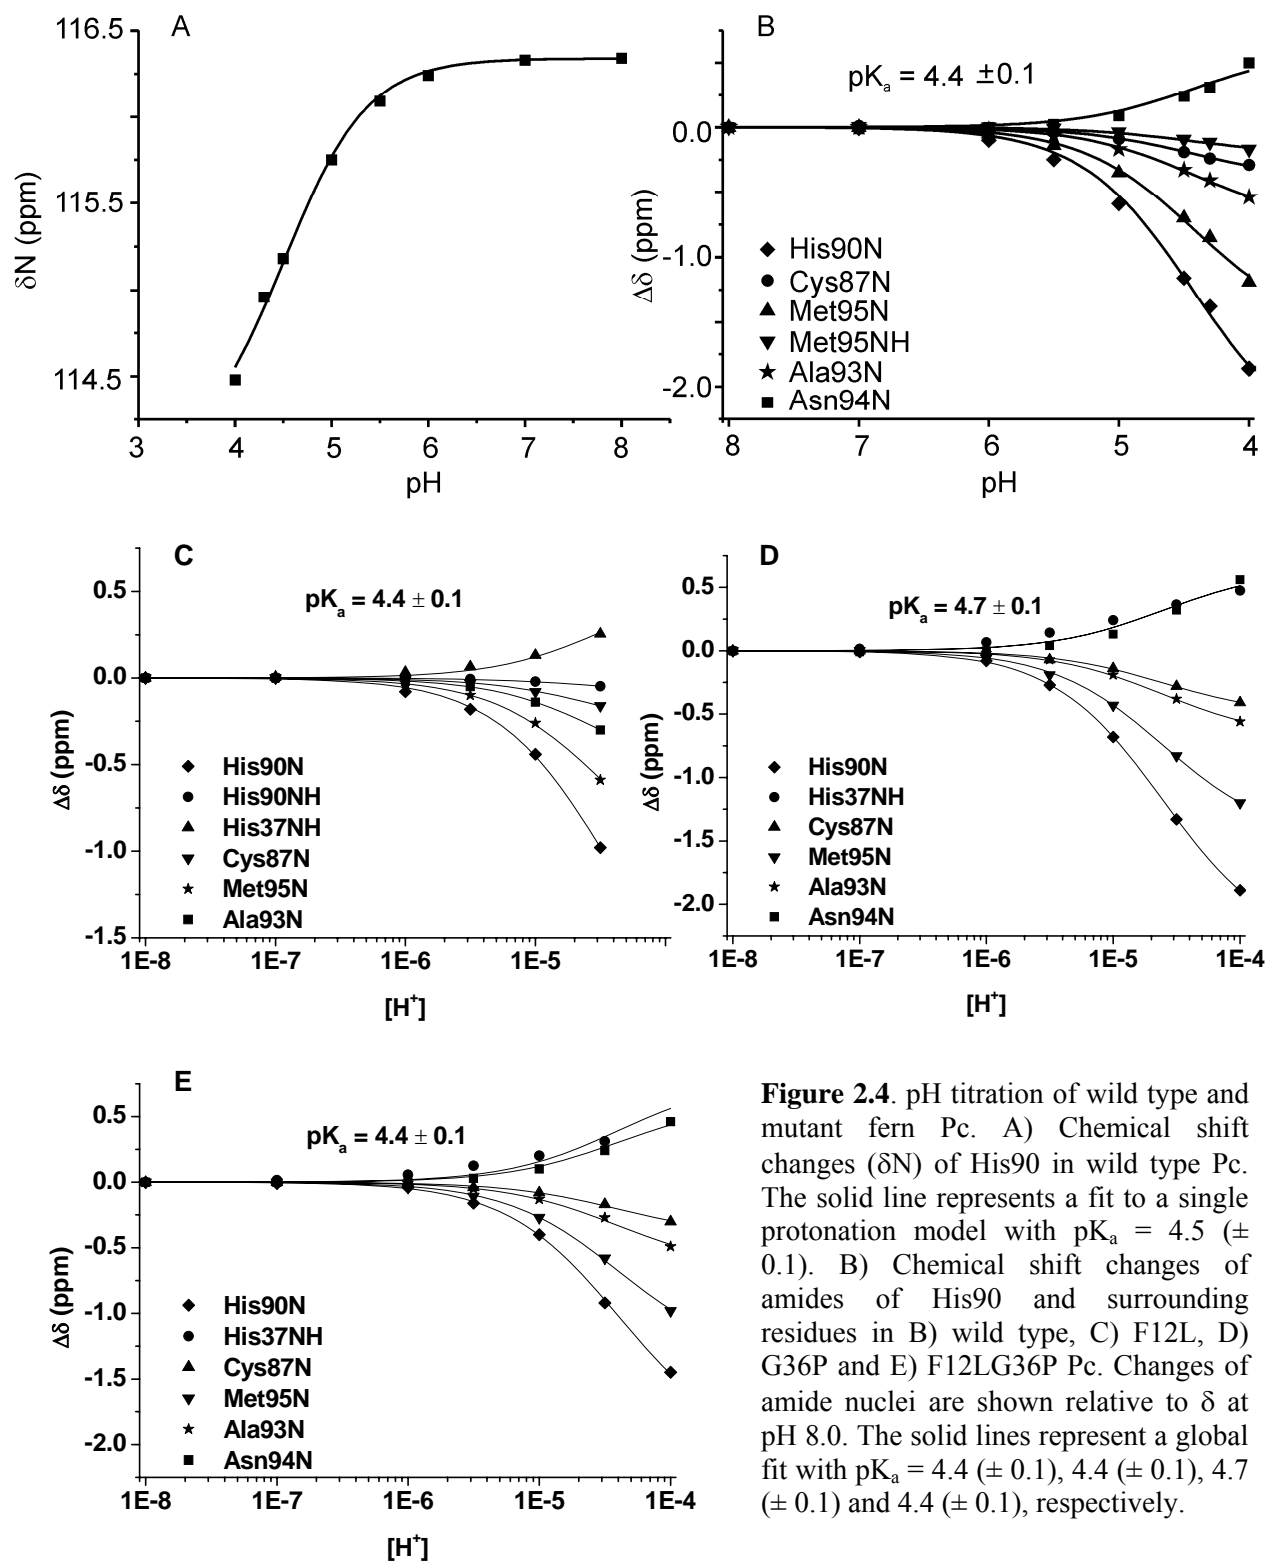 A
116.5
115.5
114.5
δN (ppm)
3 4 5 6 7 8
pH
B
pKₐ = 4.4 ±0.1
0.0
-1.0
-2.0
Δδ (ppm)
His90N
Cys87N
Met95N
Met95NH
Ala93N
Asn94N
8 7 6 5 4
pH
C
pKₐ = 4.4 ± 0.1
0.5
0.0
-0.5
-1.0
-1.5
Δδ (ppm)
His90N
His90NH
His37NH
Cys87N
Met95N
Ala93N
1E-8 1E-7 1E-6 1E-5
[H⁺]
D
pKₐ = 4.7 ± 0.1
0.5
0.0
-0.5
-1.0
-1.5
-2.0
Δδ (ppm)
His90N
His37NH
Cys87N
Met95N
Ala93N
Asn94N
1E-8 1E-7 1E-6 1E-5 1E-4
[H⁺]
E
pKₐ = 4.4 ± 0.1
0.5
0.0
-0.5
-1.0
-1.5
-2.0
Δδ (ppm)
His90N
His37NH
Cys87N
Met95N
Ala93N
Asn94N
1E-8 1E-7 1E-6 1E-5 1E-4
[H⁺]
Figure 2.4. pH titration of wild type and
mutant fern Pc. A) Chemical shift
changes (δN) of His90 in wild type Pc.
The solid line represents a fit to a single
protonation model with pKₐ = 4.5 (±
0.1). B) Chemical shift changes of
amides of His90 and surrounding
residues in B) wild type, C) F12L, D)
G36P and E) F12LG36P Pc. Changes of
amide nuclei are shown relative to δ at
pH 8.0. The solid lines represent a global
fit with pKₐ = 4.4 (± 0.1), 4.4 (± 0.1), 4.7
(± 0.1) and 4.4 (± 0.1), respectively.